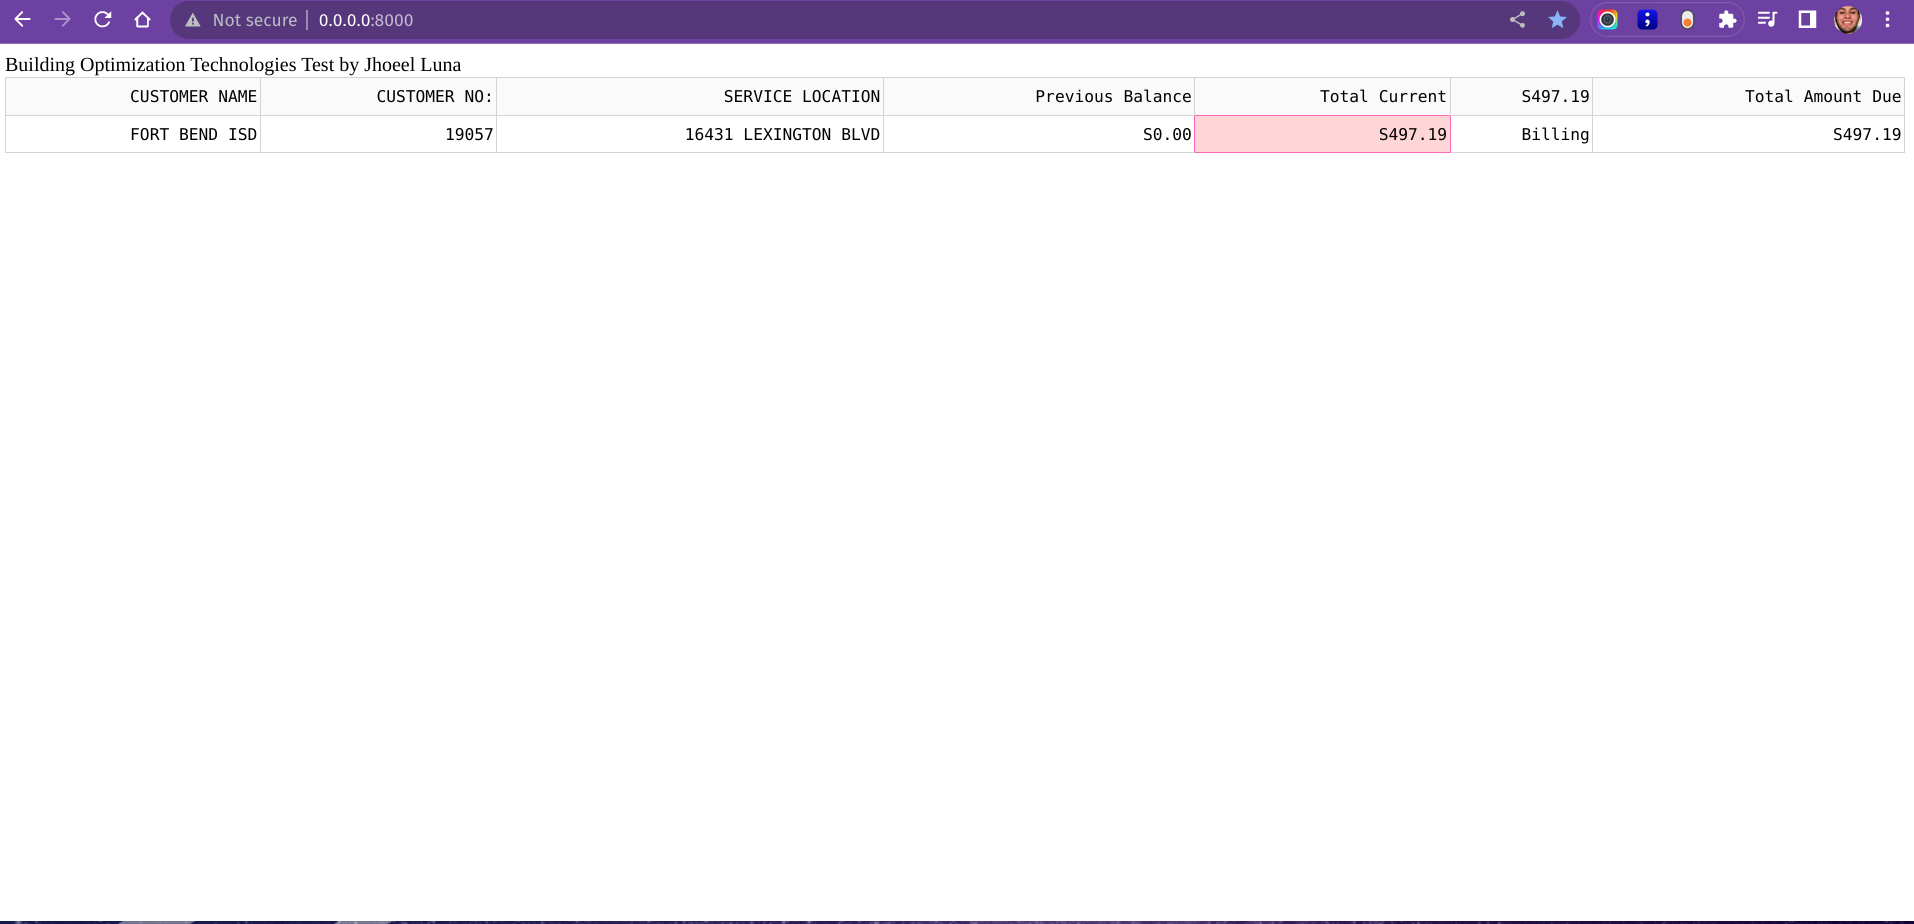 Not secure | 0.0.0.0:8000
Building Optimization Technologies Test by Jhoeel Luna
CUSTOMER NAME CUSTOMER NO: SERVICE LOCATION Previous Balance Total Current S497.19 Total Amount Due
FORT BEND ISD 19057 16431 LEXINGTON BLVD S0.00 S497.19 Billing S497.19